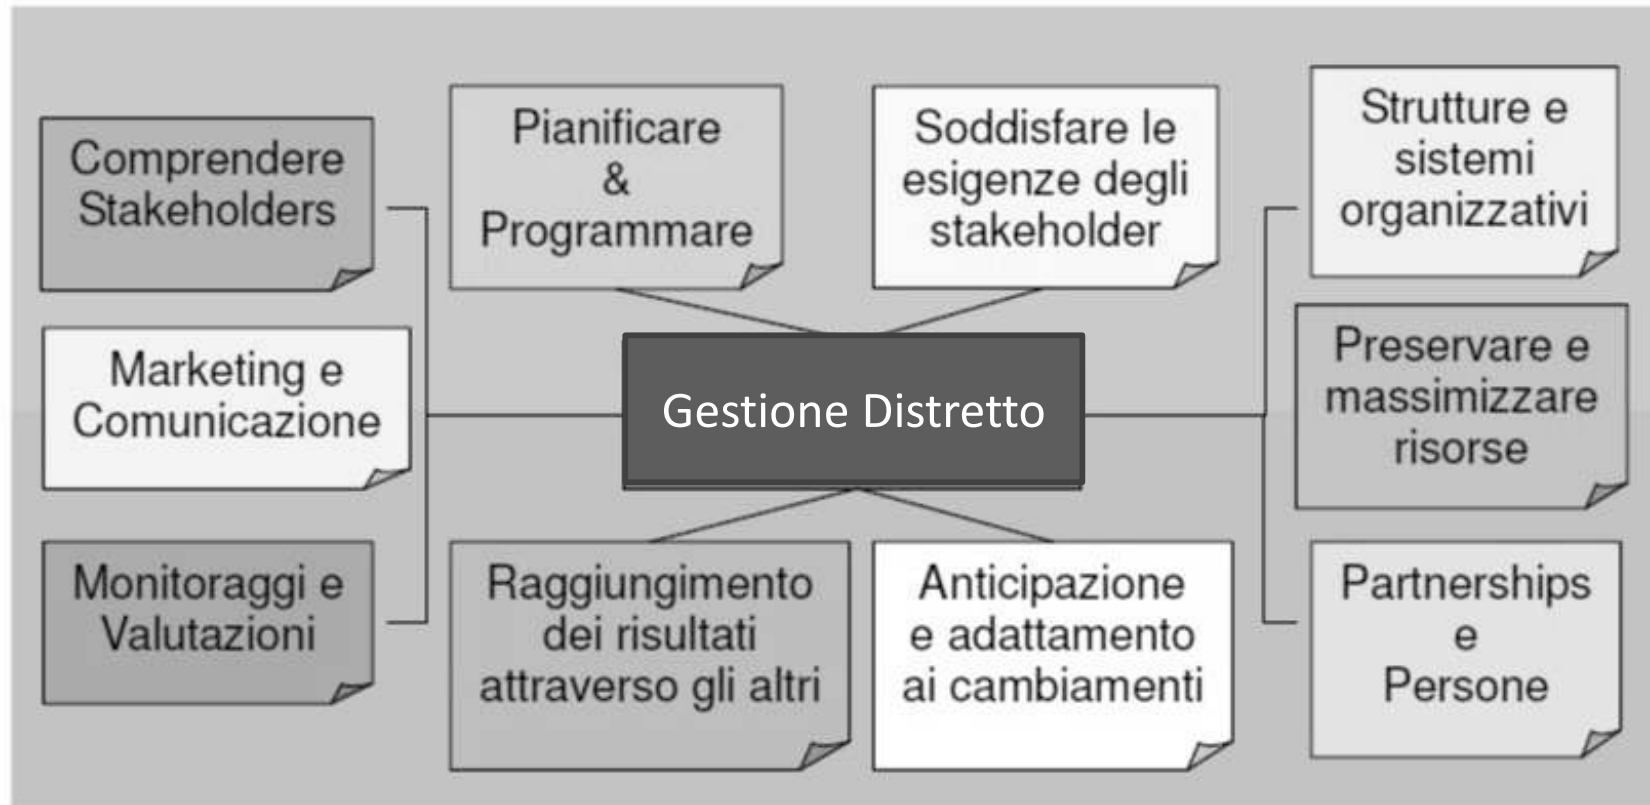 Comprendere
Stakeholders
Pianificare
&
Programmare
Soddisfare le
esigenze degli
stakeholder
Strutture e
sistemi
organizzativi
Marketing e
Comunicazione
Gestione Distretto
Preservare e
massimizzare
risorse
Monitoraggi e
Valutazioni
Raggiungimento
dei risultati
attraverso gli altri
Anticipazione
e adattamento
ai cambiamenti
Partnerships
e
Persone